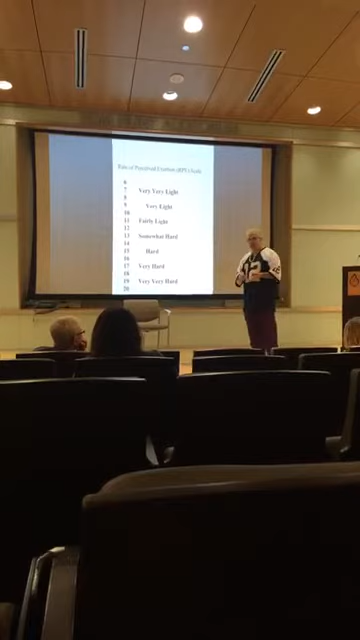 Rate of Perceived Exertion (RPE) Scale
6
7 Very Very Light
8
9 Very Light
10
11 Fairly Light
12
13 Somewhat Hard
14
15 Hard
16
17 Very Hard
18
19 Very Very Hard
20
12